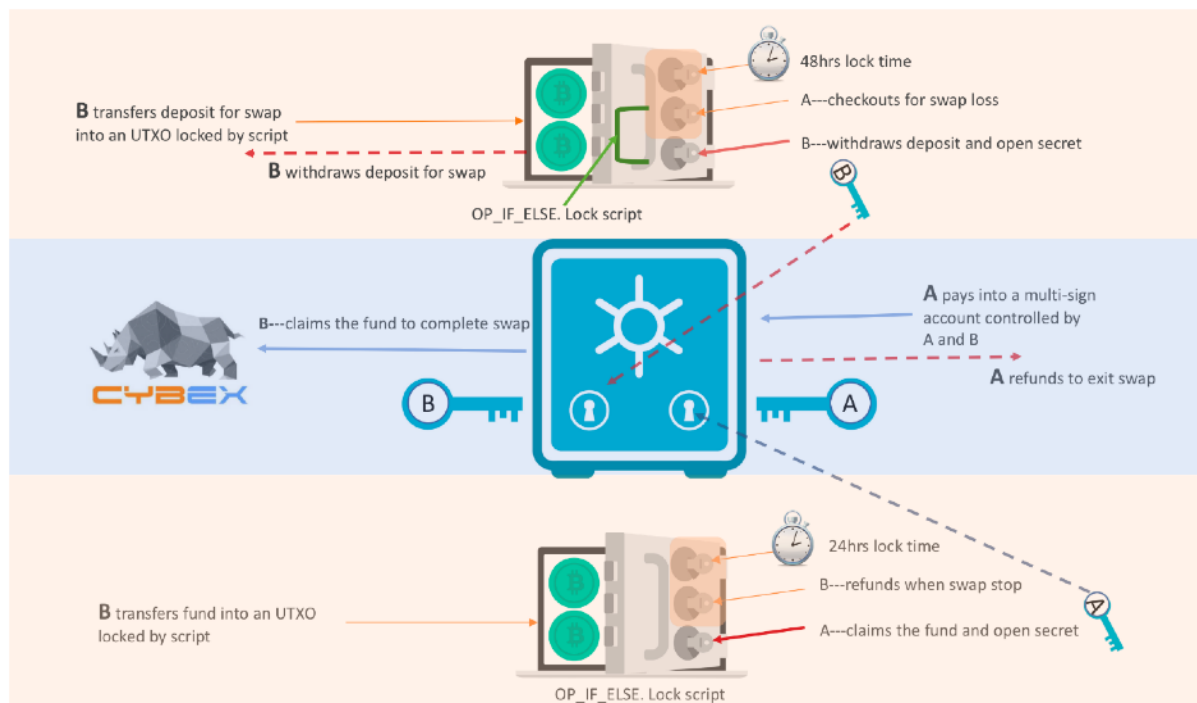 48hrs lock time
B transfers deposit for swap
into an UTXO locked by script
A---checkouts for swap loss
B---withdraws deposit and open secret
B withdraws deposit for swap
B
OP_IF_ELSE. Lock script
A pays into a multi-sign
account controlled by
A and B
B---claims the fund to complete swap
A refunds to exit swap
CYBEX
B
A
24hrs lock time
B---refunds when swap stop
B transfers fund into an UTXO
locked by script
A
A---claims the fund and open secret
OP_IF_ELSE. Lock script